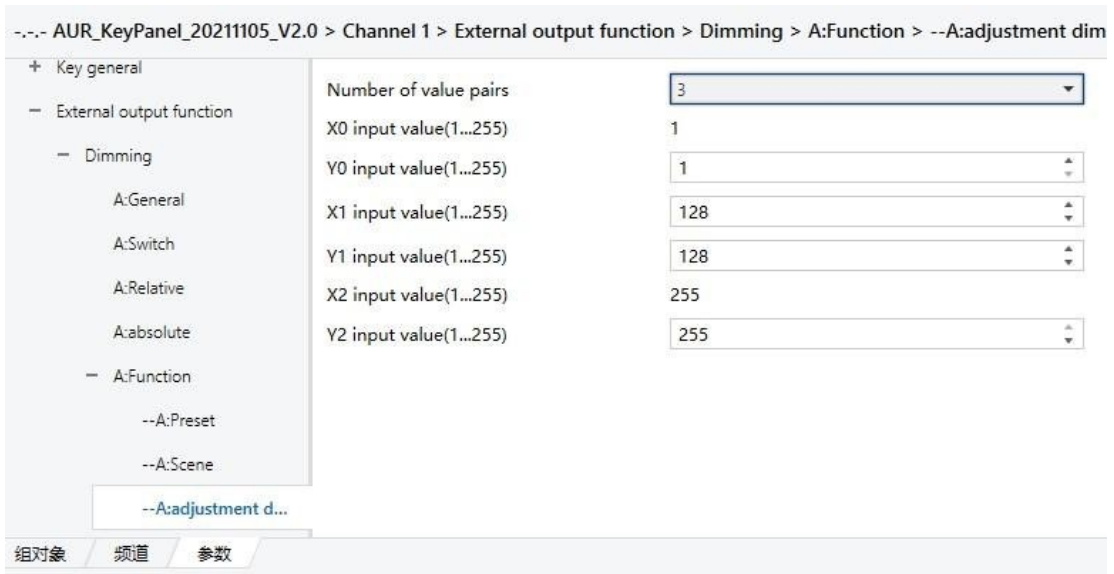 -.-.- AUR_KeyPanel_20211105_V2.0 > Channel 1 > External output function > Dimming > A:Function > --A:adjustment dim
+ Key general
− External output function
− Dimming
A:General
A:Switch
A:Relative
A:absolute
− A:Function
--A:Preset
--A:Scene
--A:adjustment d...
Number of value pairs 3
X0 input value(1...255) 1
Y0 input value(1...255) 1
X1 input value(1...255) 128
Y1 input value(1...255) 128
X2 input value(1...255) 255
Y2 input value(1...255) 255
组对象 频道 参数